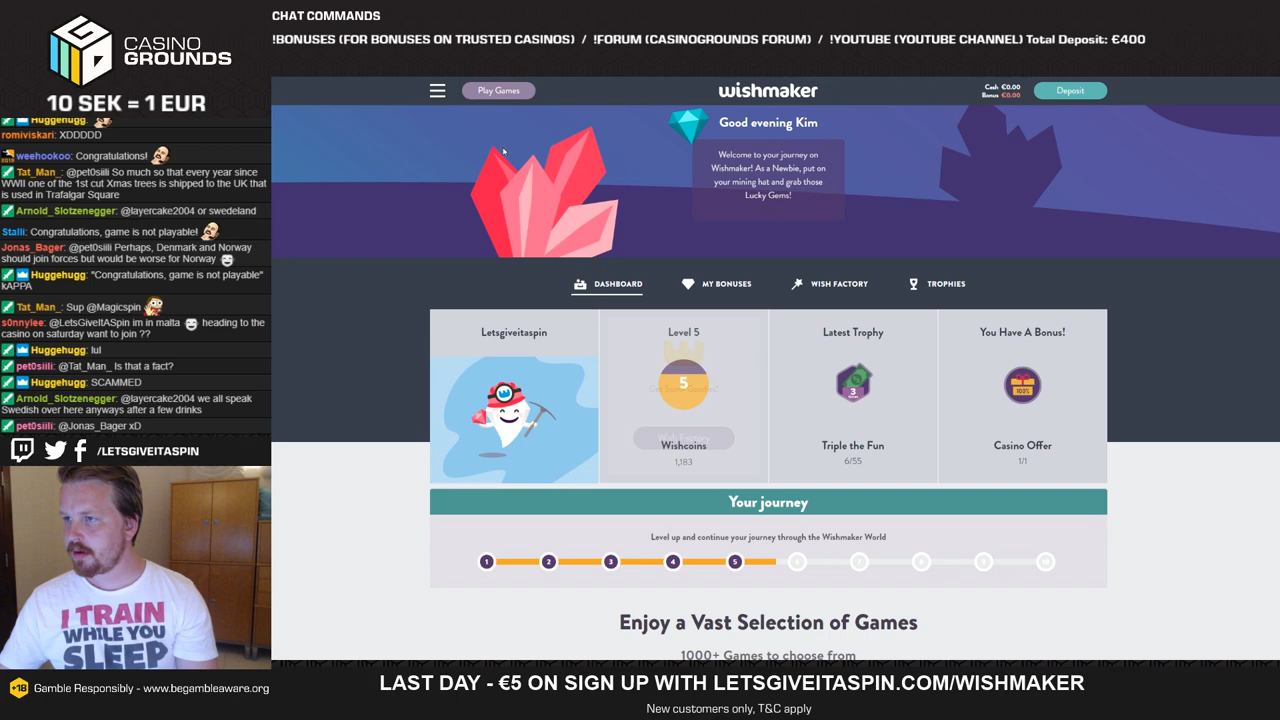 CHAT COMMANDS
!BONUSES (FOR BONUSES ON TRUSTED CASINOS) / !FORUM (CASINOGROUNDS FORUM) / !YOUTUBE (YOUTUBE CHANNEL) Total Deposit: €400
CASINO
GROUNDS
10 SEK = 1 EUR
Huggehugg:
romiviskari: XDDDDD
weehookoo: Congratulations!
Tat_Man_: @pet0siili So much so that every year since
WWII one of the 1st cut Xmas trees is shipped to the UK that
is used in Trafalgar Square
Arnold_Slotzenegger: @layercake2004 or swedeland
Stalli: Congratulations, game is not playable!
Jonas_Bager: @pet0siili Perhaps, Denmark and Norway
should join forces but would be worse for Norway
Huggehugg: "Congratulations, game is not playable"
kAPPA
Tat_Man_: Sup @Magicspin
s0nnylee: @LetsGiveItASpin im in malta heading to the
casino on saturday want to join ??
Huggehugg: lul
pet0siili: @Tat_Man_ Is that a fact?
Huggehugg: SCAMMED
Arnold_Slotzenegger: @layercake2004 we all speak
Swedish over here anyways after a few drinks
pet0siili: @Jonas_Bager xD
/LETSGIVEITASPIN
I TRAIN
WHILE YOU
SLEEP
+18 Gamble Responsibly - www.begambleaware.org
Play Games
wishmaker
Cash €0.00
Bonus €0.00
Deposit
Good evening Kim
Welcome to your journey on
Wishmaker! As a Newbie, put on
your mining hat and grab those
Lucky Gems!
DASHBOARD
MY BONUSES
WISH FACTORY
TROPHIES
Letsgiveitaspin
Level 5
5
Wishcoins
1,183
Latest Trophy
3
Triple the Fun
6/55
You Have A Bonus!
100%
Casino Offer
1/1
Your journey
Level up and continue your journey through the Wishmaker World
1 2 3 4 5 6 7 8 9 10
Enjoy a Vast Selection of Games
1000+ Games to choose from
LAST DAY - €5 ON SIGN UP WITH LETSGIVEITASPIN.COM/WISHMAKER
New customers only, T&C apply